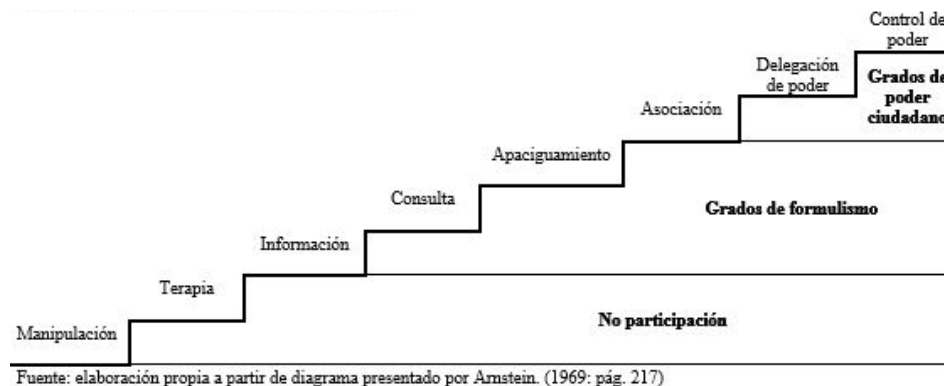 Control de
poder
Delegación
de poder
Grados de
poder
ciudadano
Asociación
Apaciguamiento
Consulta
Grados de formulismo
Información
Terapia
No participación
Manipulación
Fuente: elaboración propia a partir de diagrama presentado por Arnstein. (1969: pág. 217)